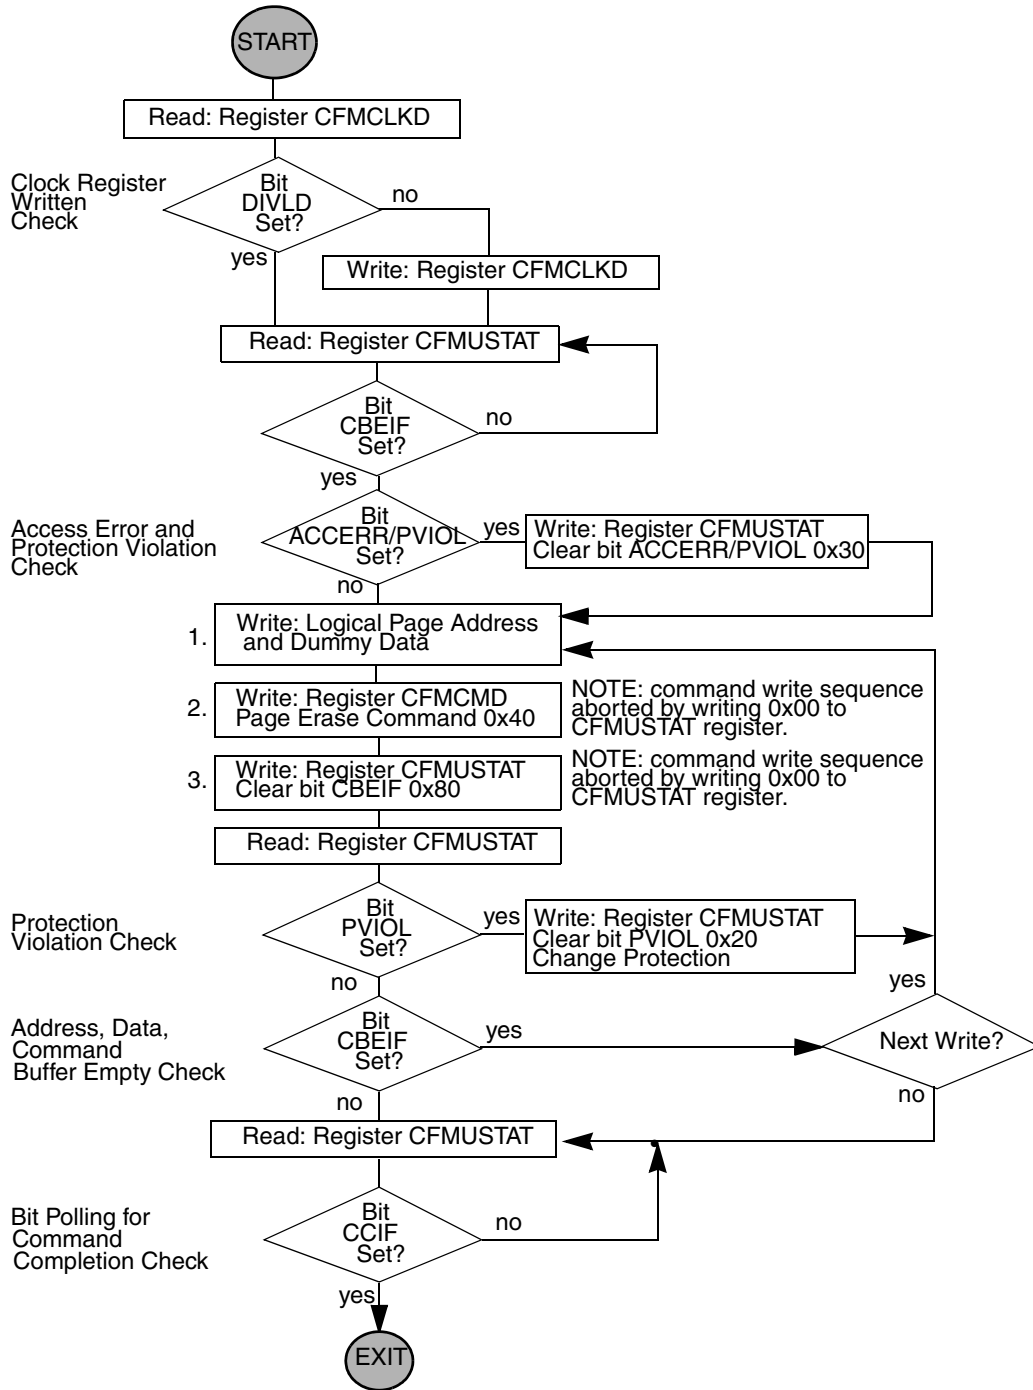 START
Read: Register CFMCLKD
Clock Register
Written
Check
Bit
DIVLD
Set?
no
yes
Write: Register CFMCLKD
Read: Register CFMUSTAT
Bit
CBEIF
Set?
no
yes
Access Error and
Protection Violation
Check
Bit
ACCERR/PVIOL
Set?
yes
Write: Register CFMUSTAT
Clear bit ACCERR/PVIOL 0x30
no
1.
Write: Logical Page Address
and Dummy Data
2.
Write: Register CFMCMD
Page Erase Command 0x40
NOTE: command write sequence
aborted by writing 0x00 to
CFMUSTAT register.
3.
Write: Register CFMUSTAT
Clear bit CBEIF 0x80
NOTE: command write sequence
aborted by writing 0x00 to
CFMUSTAT register.
Read: Register CFMUSTAT
Protection
Violation Check
Bit
PVIOL
Set?
yes
Write: Register CFMUSTAT
Clear bit PVIOL 0x20
Change Protection
no
yes
Address, Data,
Command
Buffer Empty Check
Bit
CBEIF
Set?
yes
Next Write?
no
no
Read: Register CFMUSTAT
Bit Polling for
Command
Completion Check
Bit
CCIF
Set?
no
yes
EXIT